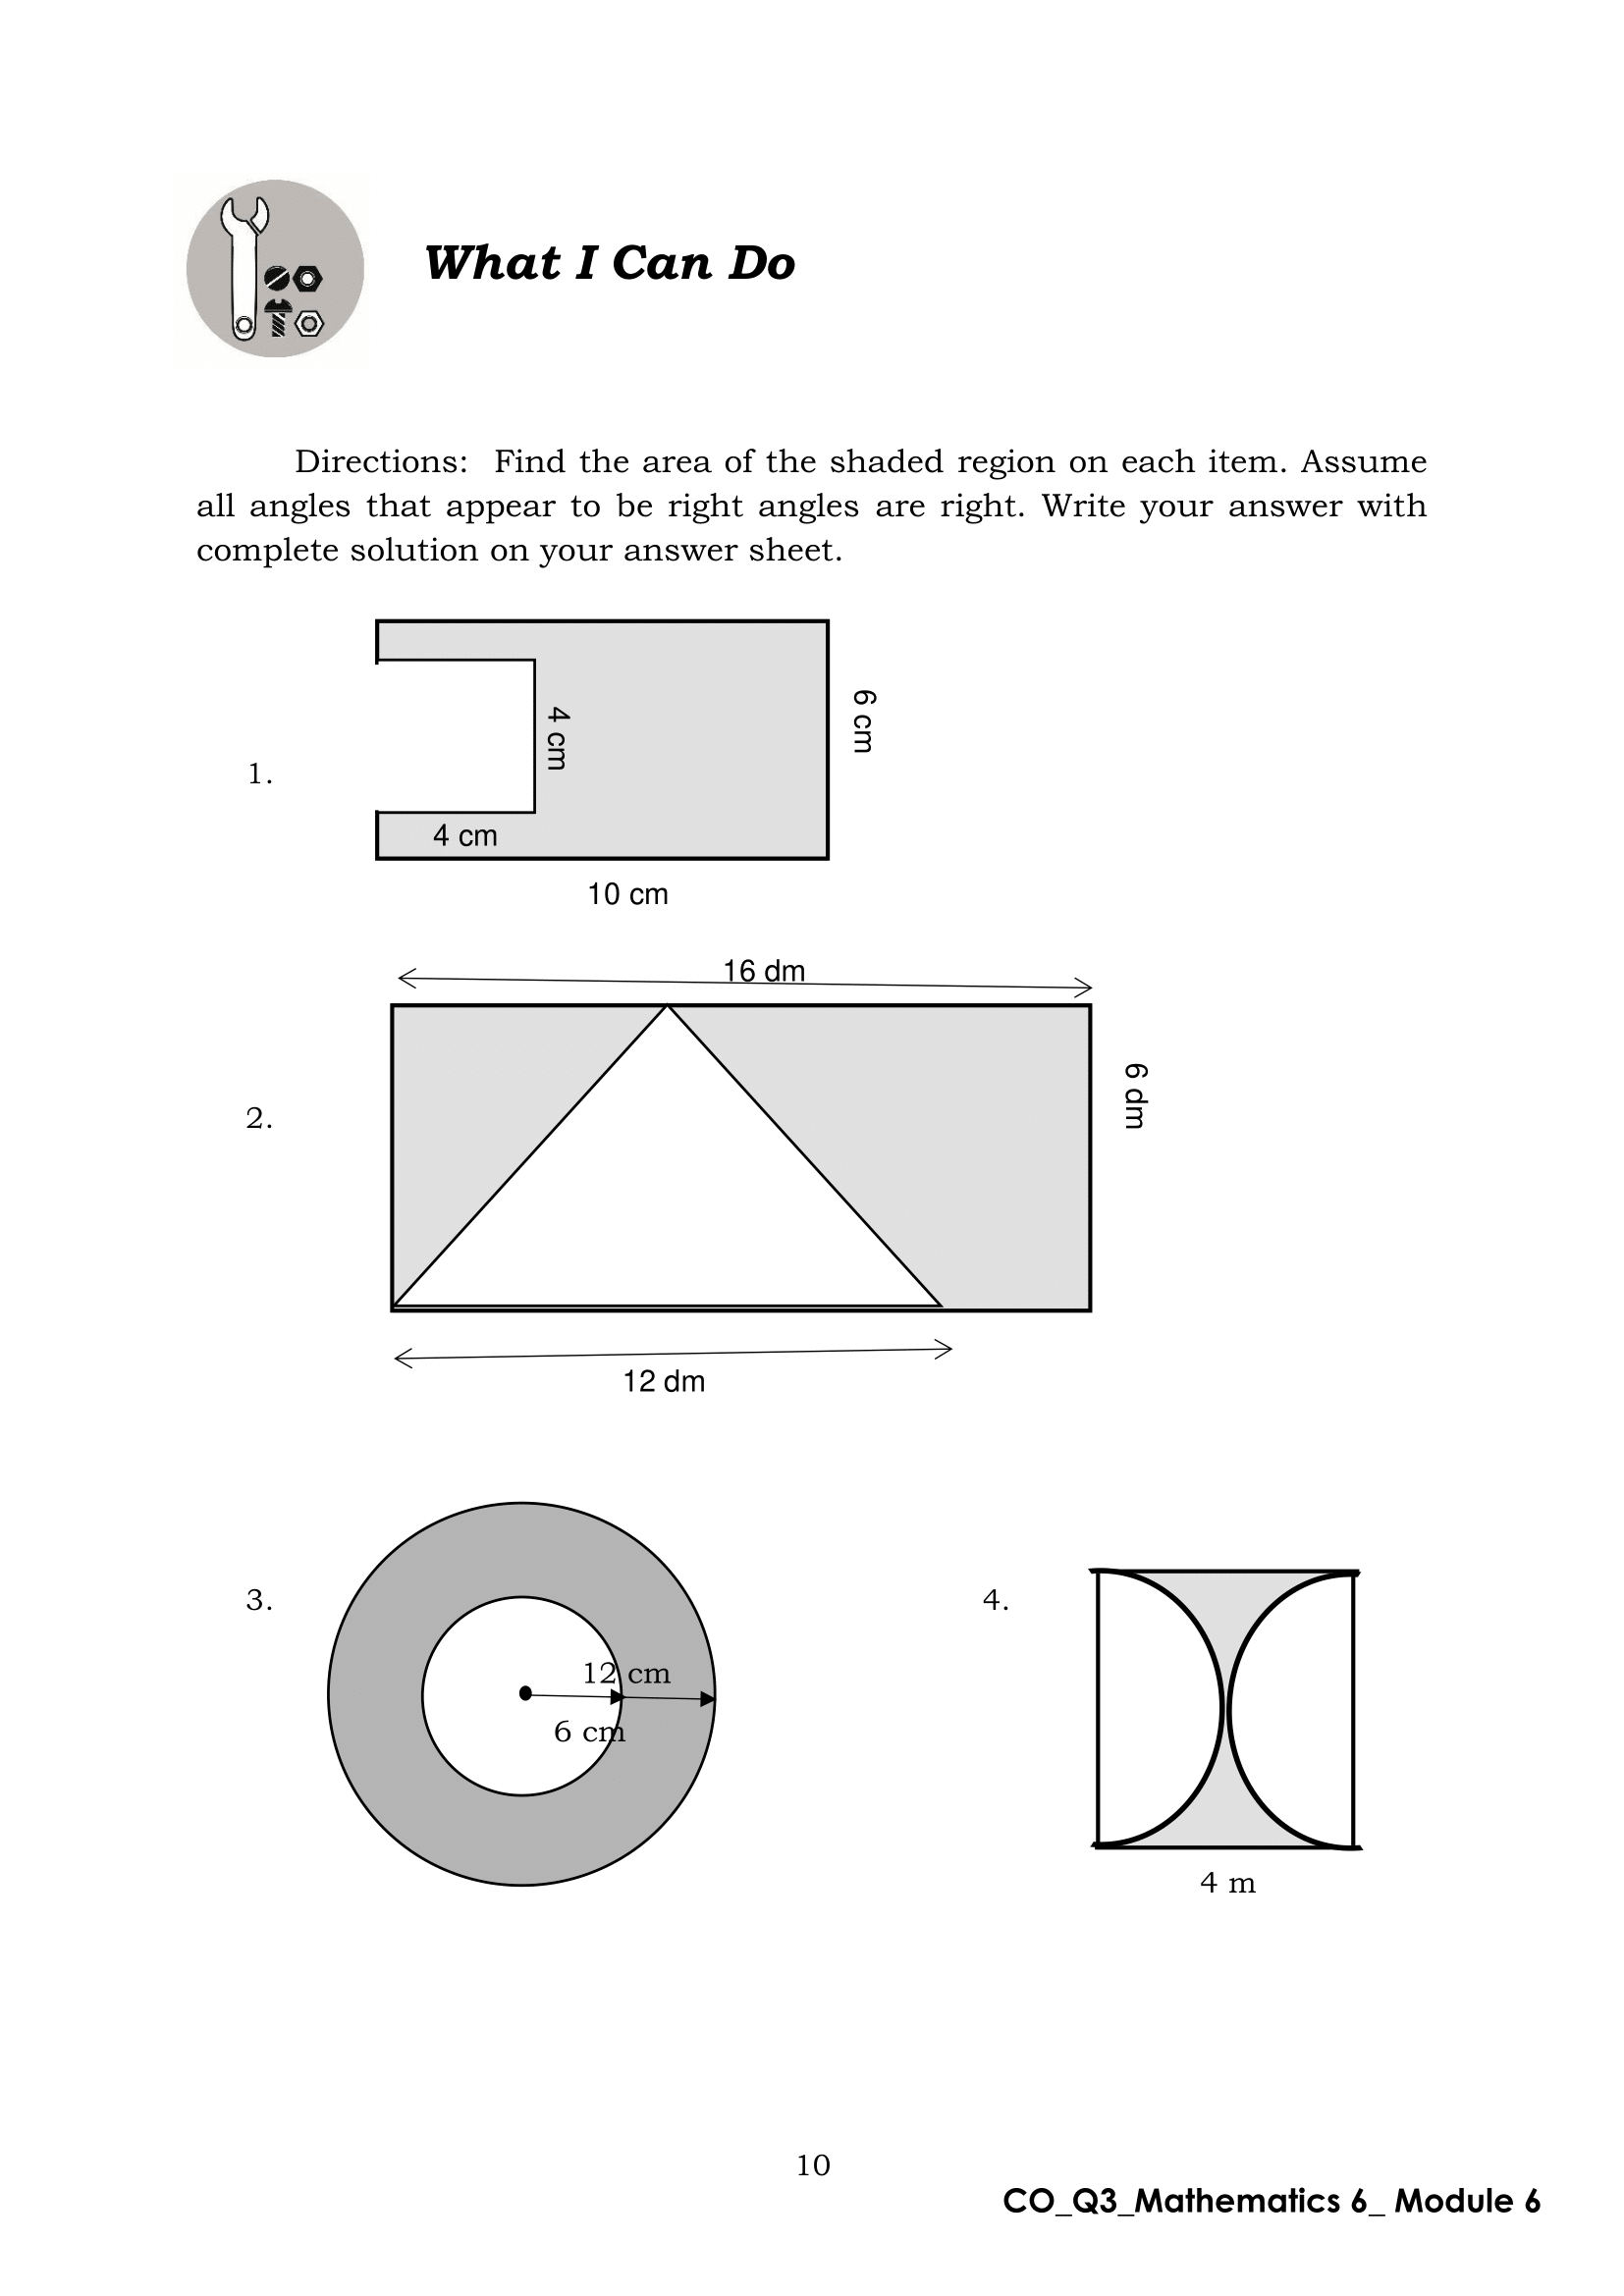 What I Can Do
Directions: Find the area of the shaded region on each item. Assume
all angles that appear to be right angles are right. Write your answer with
complete solution on your answer sheet.
1.
4 cm
6 cm
4 cm
10 cm
16 dm
2.
6 dm
12 dm
3.
12 cm
6 cm
4.
4 m
10
CO_Q3_Mathematics 6_ Module 6